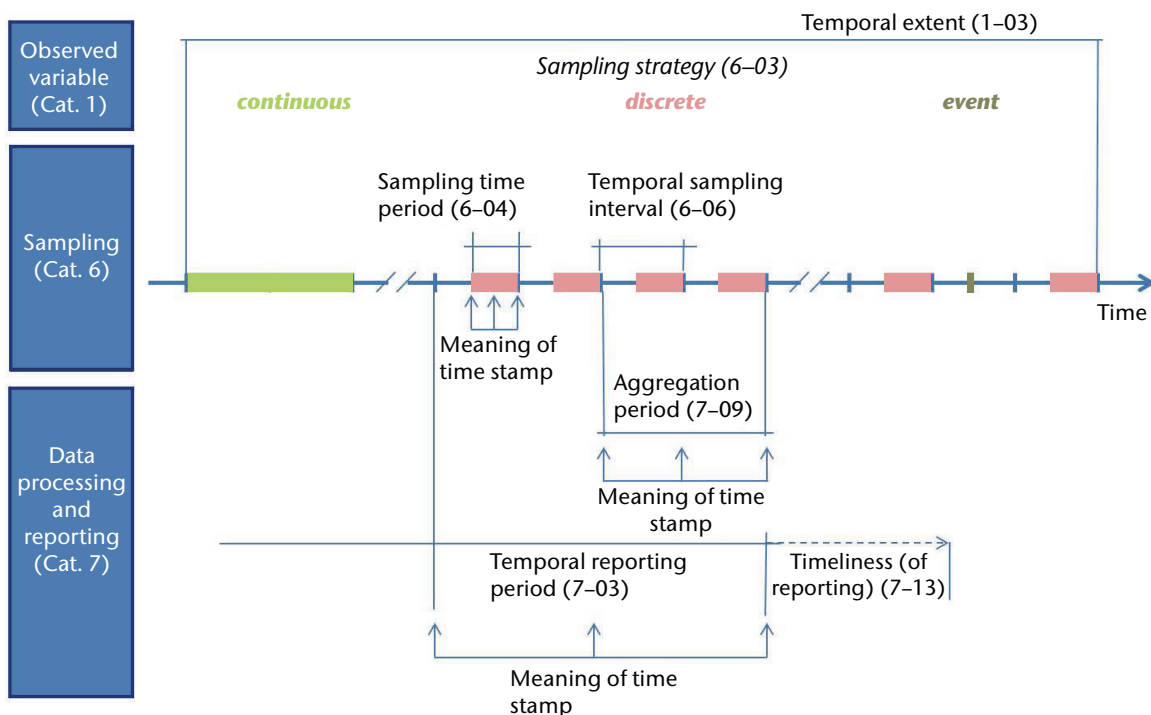 Observed
variable
(Cat. 1)
Temporal extent (1–03)
Sampling strategy (6–03)
continuous
discrete
event
Sampling
(Cat. 6)
Sampling time
period (6–04)
Temporal sampling
interval (6–06)
Time
Meaning of
time stamp
Aggregation
period (7–09)
Meaning of time
stamp
Data
processing
and
reporting
(Cat. 7)
Temporal reporting
period (7–03)
Timeliness (of
reporting) (7–13)
Meaning of time
stamp